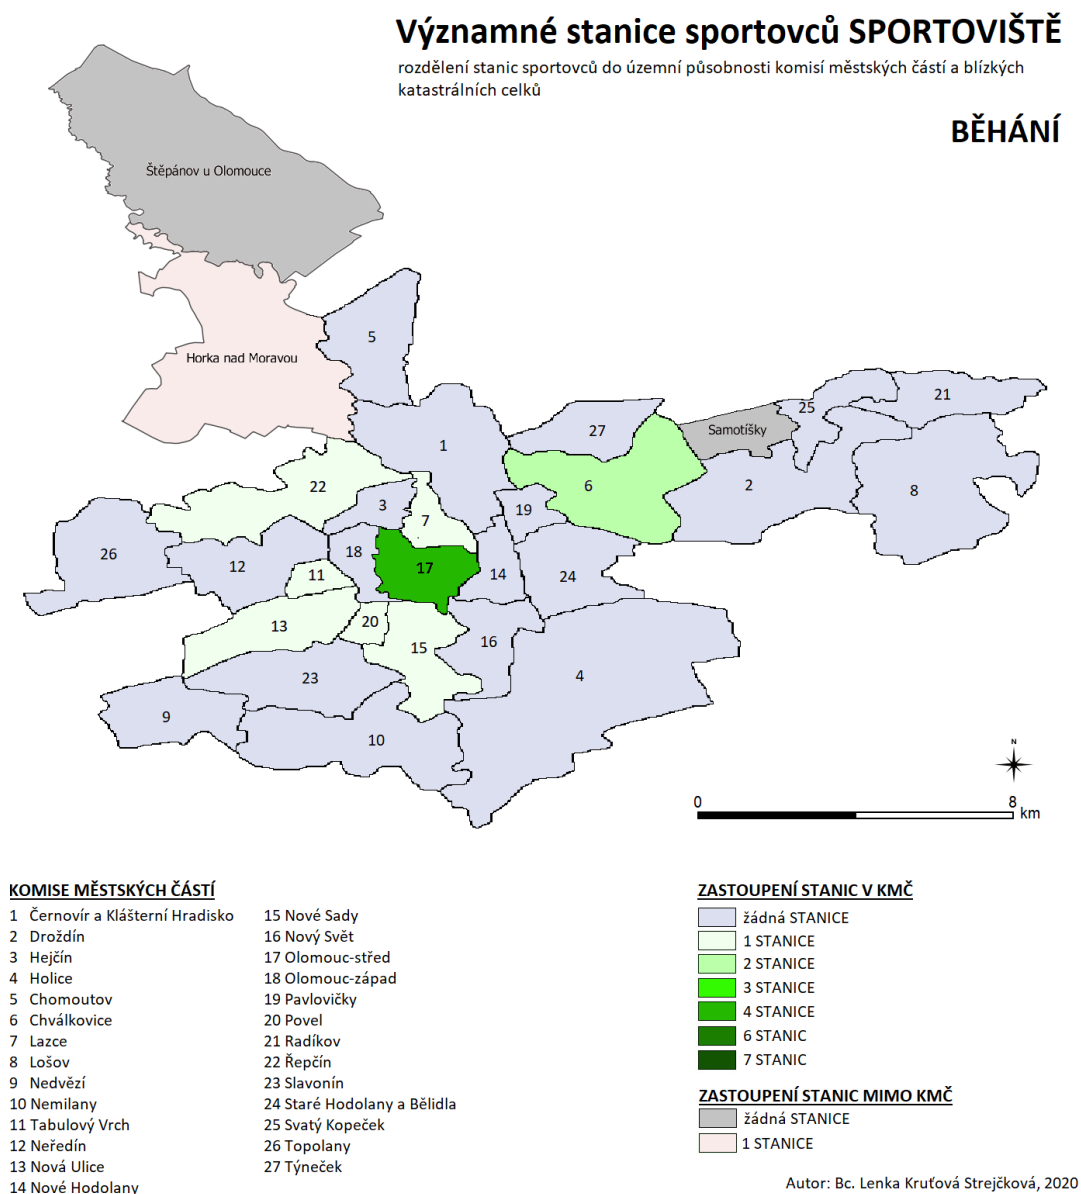 Významné stanice sportovců SPORTOVIŠTĚ
rozdělení stanic sportovců do územní působnosti komisí městských částí a blízkých
katastrálních celků
BĚHÁNÍ
Štěpánov u Olomouce
Horka nad Moravou
5
21
25
Samotíšky
27
1
22
6
2
8
3
19
7
26
18
12
17
11
14
24
20
13
16
15
4
23
9
10
N
0 8
km
KOMISE MĚSTSKÝCH ČÁSTÍ
1 Černovír a Klášterní Hradisko
2 Droždín
3 Hejčín
4 Holice
5 Chomoutov
6 Chválkovice
7 Lazce
8 Lošov
9 Nedvězí
10 Nemilany
11 Tabulový Vrch
12 Neředín
13 Nová Ulice
14 Nové Hodolany
15 Nové Sady
16 Nový Svět
17 Olomouc-střed
18 Olomouc-západ
19 Pavlovičky
20 Povel
21 Radíkov
22 Řepčín
23 Slavonín
24 Staré Hodolany a Bělidla
25 Svatý Kopeček
26 Topolany
27 Týneček
ZASTOUPENÍ STANIC V KMČ
žádná STANICE
1 STANICE
2 STANICE
3 STANICE
4 STANICE
6 STANIC
7 STANIC
ZASTOUPENÍ STANIC MIMO KMČ
žádná STANICE
1 STANICE
Autor: Bc. Lenka Kruťová Strejčková, 2020